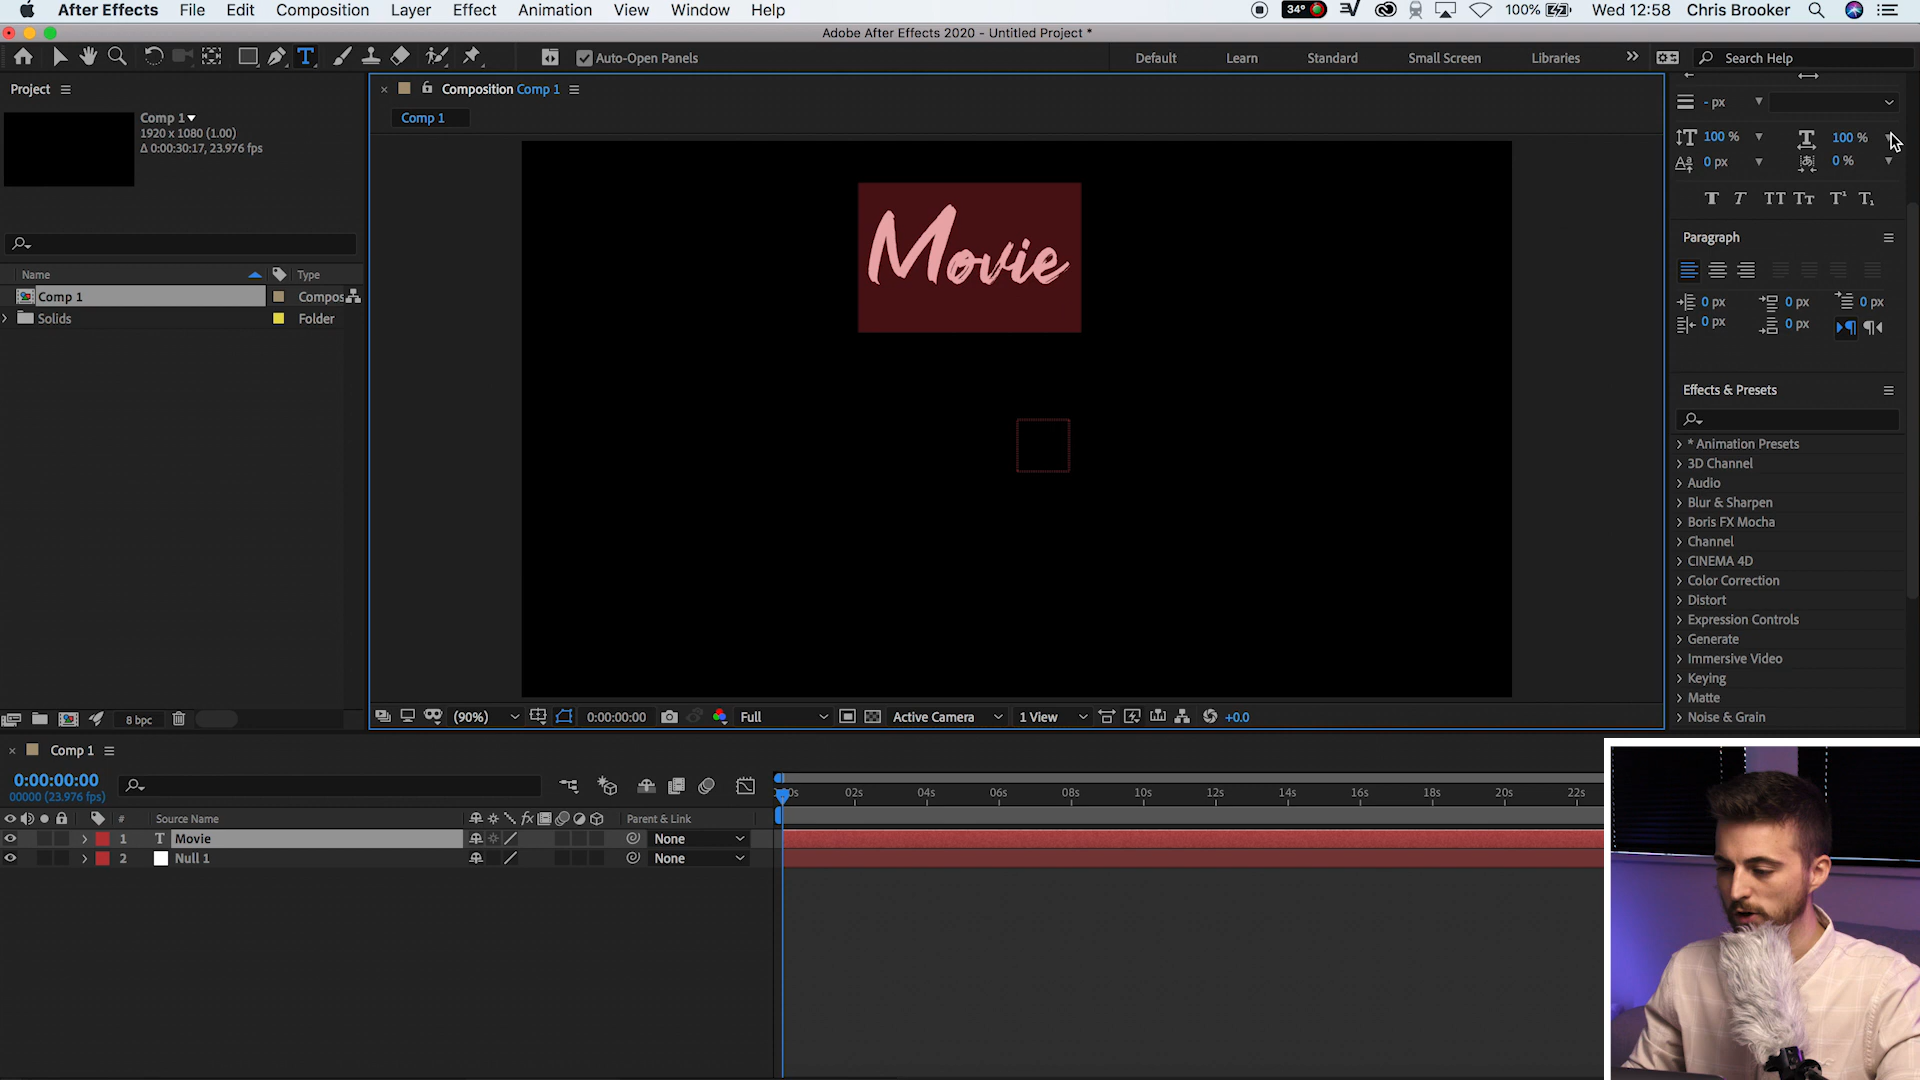 After Effects File Edit Composition Layer Effect Animation View Window Help 34° 100% Wed 12:58 Chris Brooker
Adobe After Effects 2020 - Untitled Project *
T Auto-Open Panels Default Learn Standard Small Screen Libraries Search Help
Project
Comp 1
1920 x 1080 (1.00)
Δ 0:00:30:17, 23.976 fps
Name Type
Comp 1 Compos
Solids Folder
8 bpc
Composition Comp 1
Comp 1
Movie
(90%) 0:00:00:00 Full Active Camera 1 View +0.0
- px
100 % 100 %
0 px 0 %
T T TT Tт T¹ T₁
Paragraph
0 px 0 px 0 px
0 px 0 px
Effects & Presets
* Animation Presets
3D Channel
Audio
Blur & Sharpen
Boris FX Mocha
Channel
CINEMA 4D
Color Correction
Distort
Expression Controls
Generate
Immersive Video
Keying
Matte
Noise & Grain
Comp 1
0:00:00:00
00000 (23.976 fps)
02s 04s 06s 08s 10s 12s 14s 16s 18s 20s 22s
# Source Name fx Parent & Link
1 T Movie None
2 Null 1 None